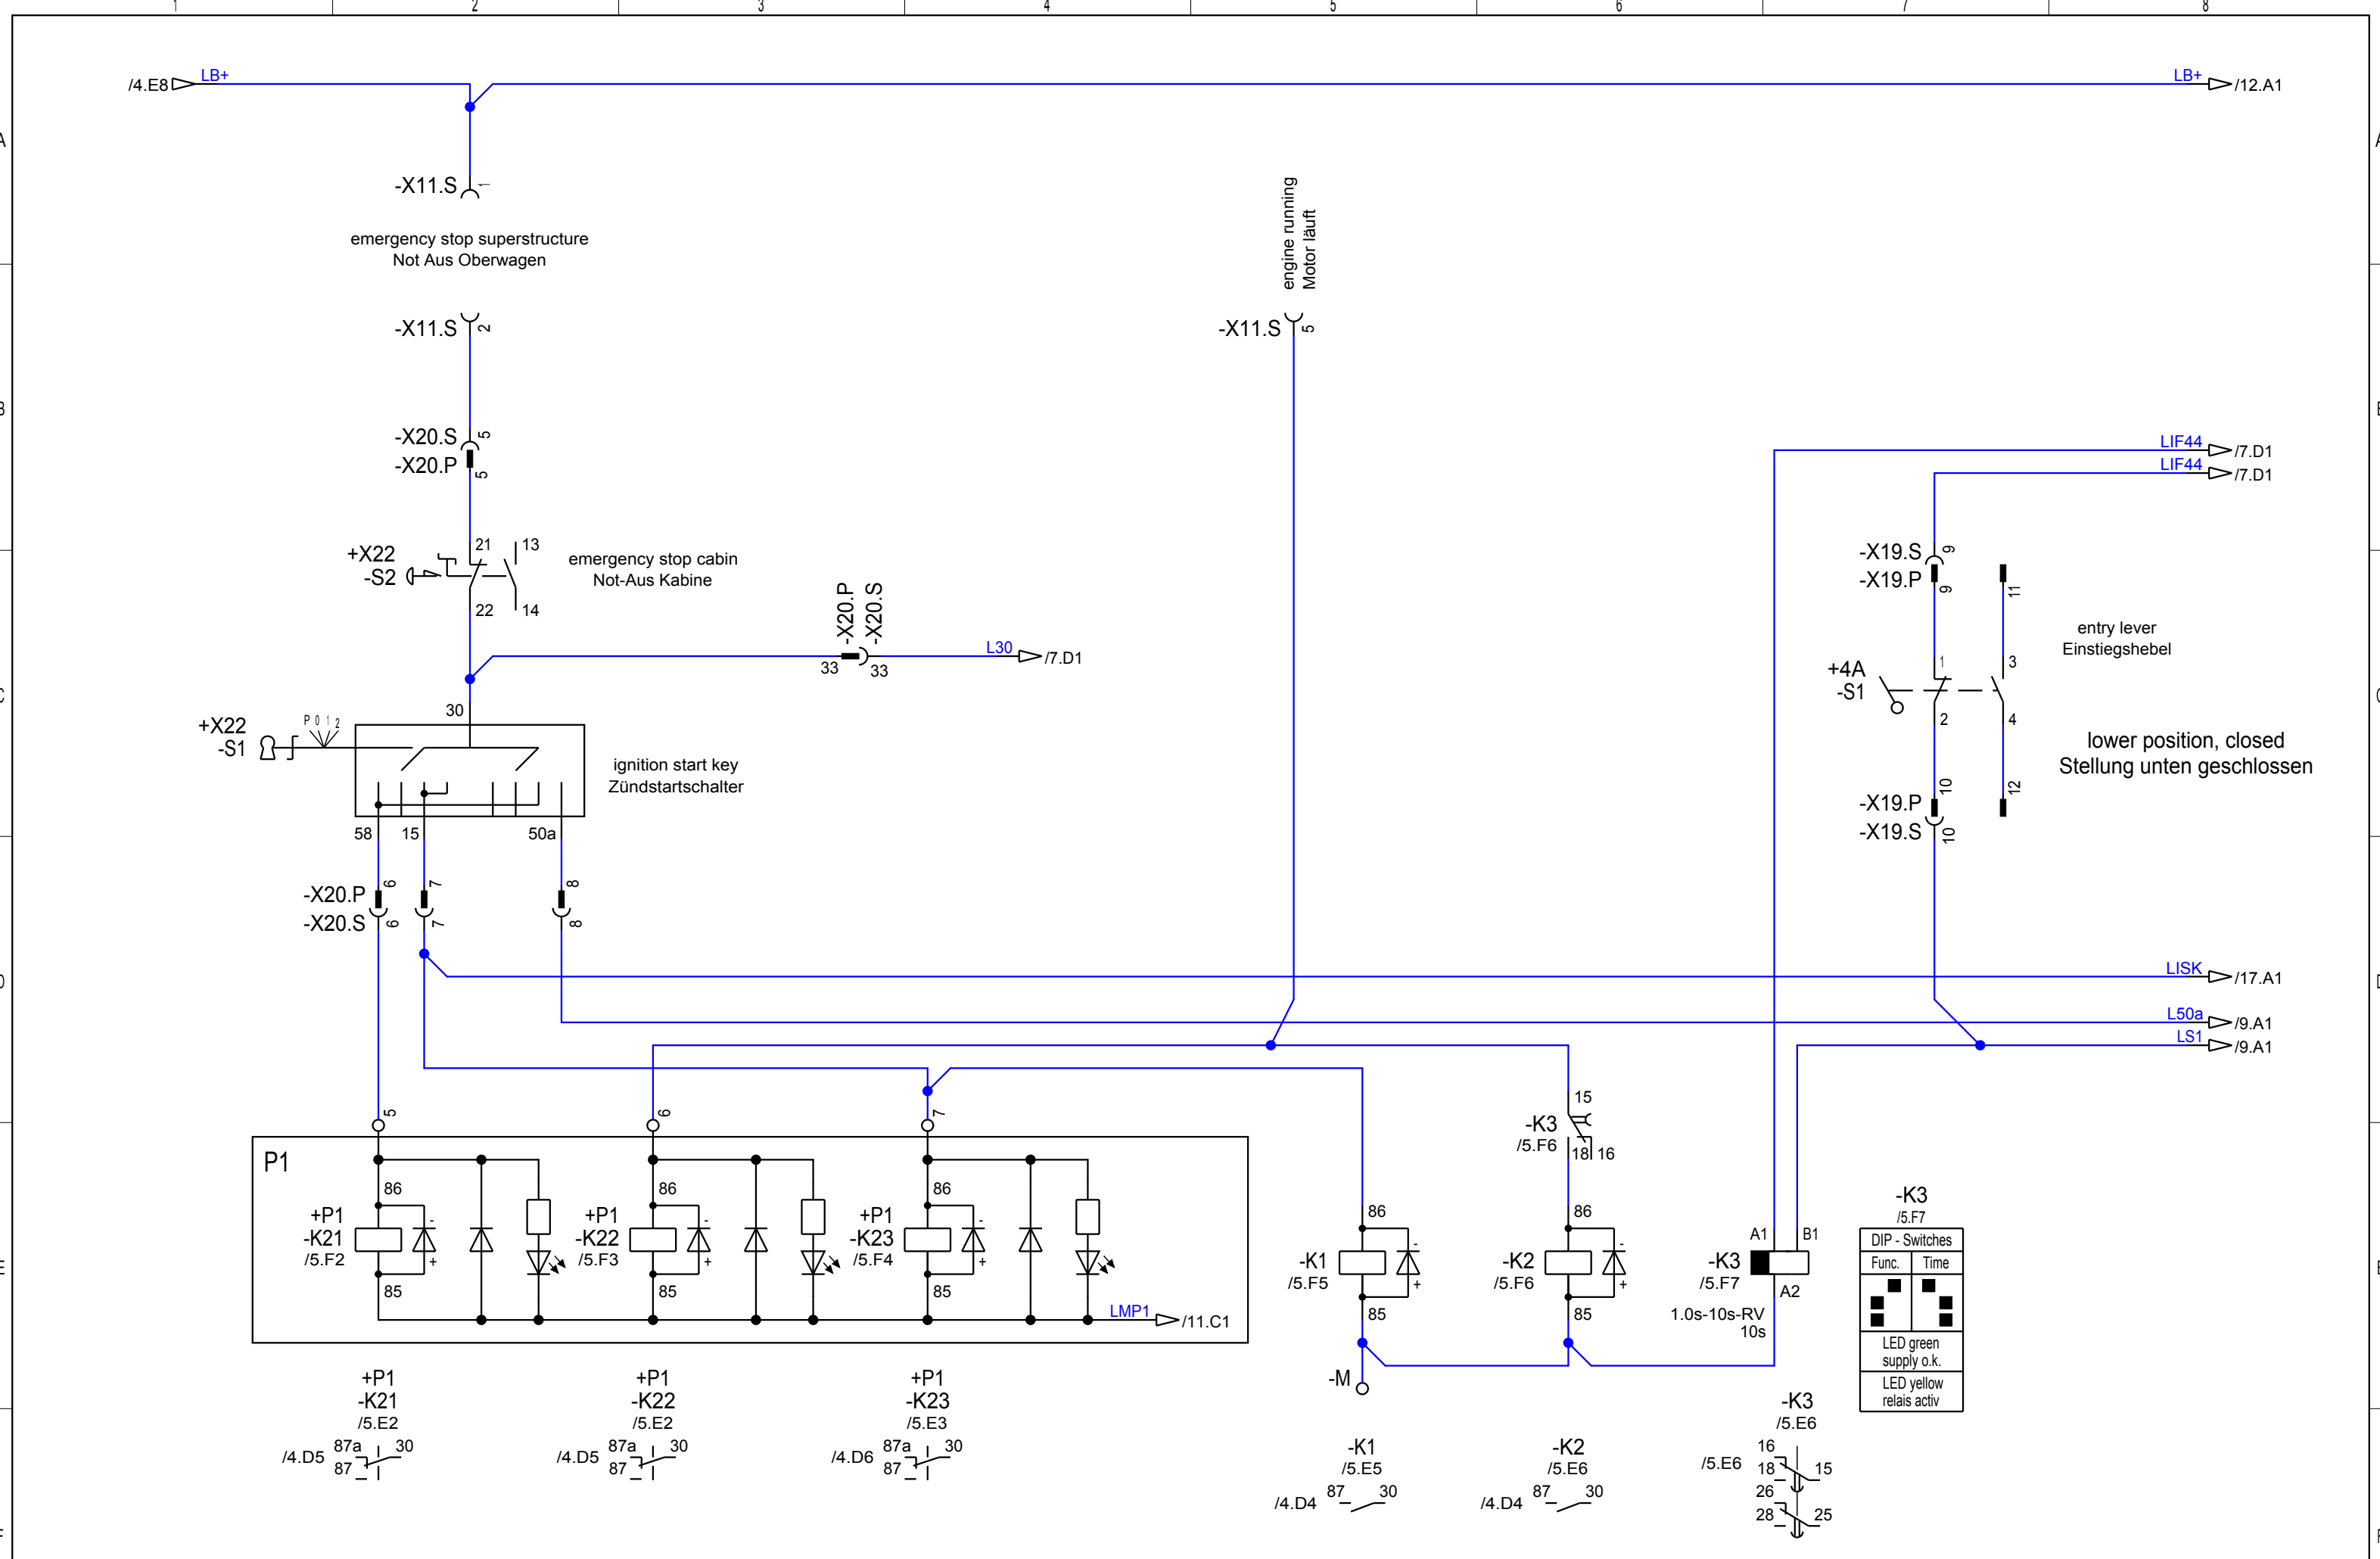 1 2 3 4 5 6 7 8
/4.E8 LB+ LB+ /12.A1
A
-X11.S 1
emergency stop superstructure
Not Aus Oberwagen
engine running
Motor läuft
-X11.S 2
-X11.S 5
B
-X20.S 5
-X20.P 5
LIF44 /7.D1
LIF44 /7.D1
+X22
-S2
21 13
22 14
emergency stop cabin
Not-Aus Kabine
-X20.P
-X20.S
33 33
L30 /7.D1
-X19.S 9
-X19.P 9
11
entry lever
Einstiegshebel
+4A
-S1
1 3
2 4
lower position, closed
Stellung unten geschlossen
C
30
+X22
-S1
P 0 1 2
ignition start key
Zündstartschalter
58 15 50a
-X19.P 10
-X19.S 10
12
-X20.P 6 7 8
-X20.S 6 7 8
D
LISK /17.A1
L50a /9.A1
LS1 /9.A1
5 6 7
15
-K3
/5.F6
18 16
P1
86 86 86
+P1
-K21
/5.F2
- +
+P1
-K22
/5.F3
- +
+P1
-K23
/5.F4
- +
85 85 85
LMP1 /11.C1
E
86
-K1
/5.F5
- +
85
86
-K2
/5.F6
- +
85
A1 B1
-K3
/5.F7
A2
1.0s-10s-RV
10s
-K3
/5.F7
DIP - Switches
Func. Time
LED green
supply o.k.
LED yellow
relais activ
-M
+P1
-K21
/5.E2
/4.D5 87a 30
87
+P1
-K22
/5.E2
/4.D5 87a 30
87
+P1
-K23
/5.E3
/4.D6 87a 30
87
-K1
/5.E5
/4.D4 87 30
-K2
/5.E6
/4.D4 87 30
-K3
/5.E6
/5.E6 16
18 15
26
28 25
F